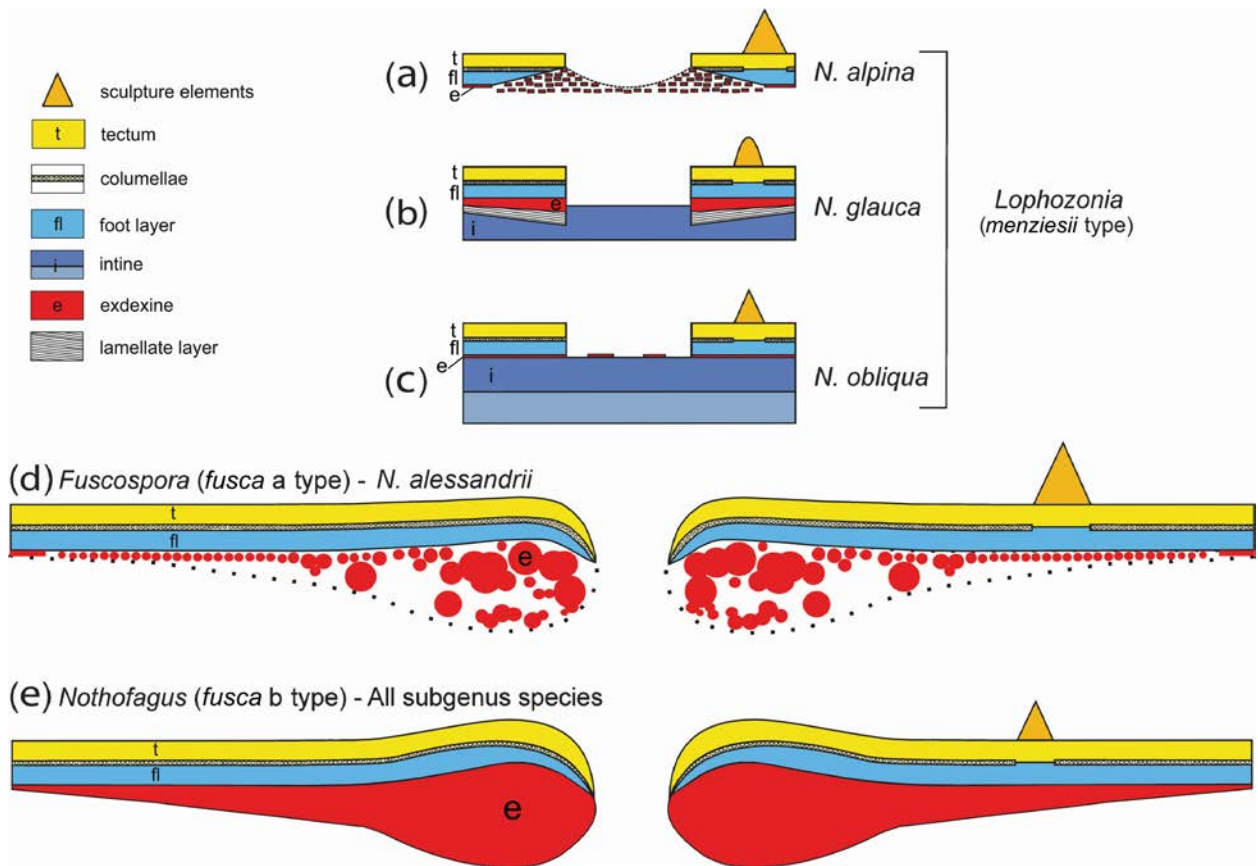 sculpture elements
t tectum
columellae
fl foot layer
i intine
e exdexine
lamellate layer
(a) t fl e N. alpina
(b) t fl e i N. glauca
(c) t fl e i N. obliqua
Lophozonia
(menziesii type)
(d) Fuscospora (fusca a type) - N. alessandrii
t
fl
e
(e) Nothofagus (fusca b type) - All subgenus species
t
fl
e